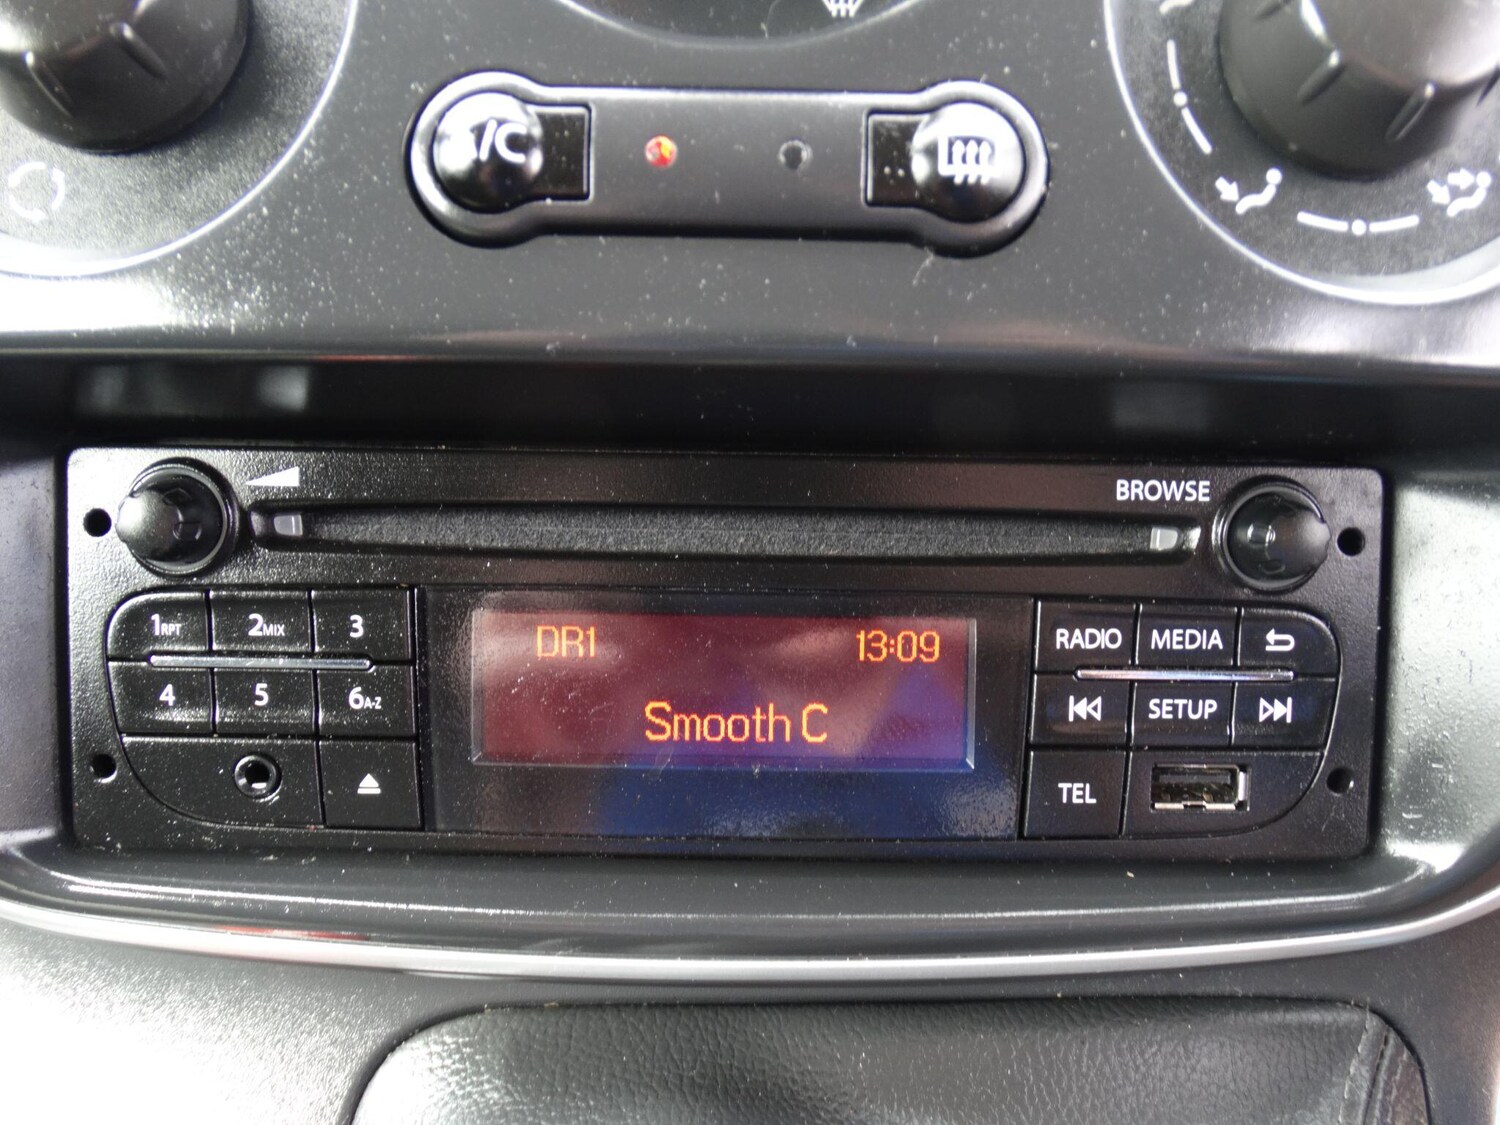 A/C
BROWSE
1RPT 2MIX 3
4 5 6A-Z
DR1 13:09
Smooth C
RADIO MEDIA
SETUP
TEL